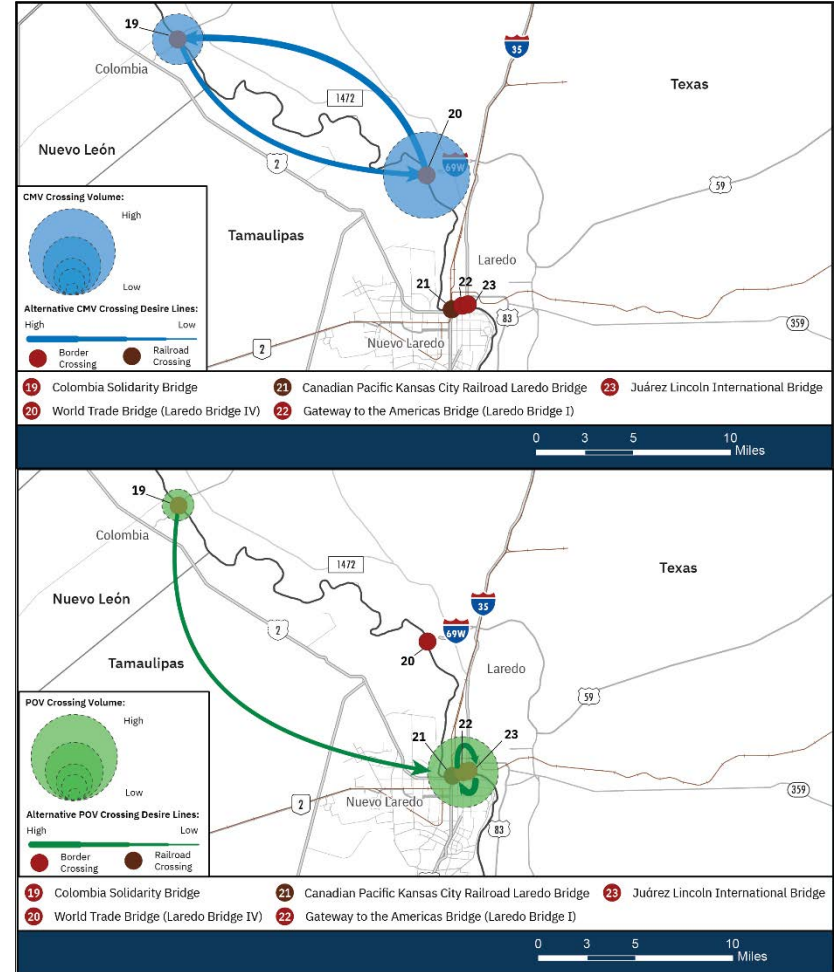 19
Colombia
35
Texas
1472
20
69W
Nuevo León
2
59
CMV Crossing Volume:
High
Low
Tamaulipas
Laredo
21
22
23
Alternative CMV Crossing Desire Lines:
High Low
Border Crossing
Railroad Crossing
2
Nuevo Laredo
83
359
19 Colombia Solidarity Bridge
21 Canadian Pacific Kansas City Railroad Laredo Bridge
23 Juárez Lincoln International Bridge
20 World Trade Bridge (Laredo Bridge IV)
22 Gateway to the Americas Bridge (Laredo Bridge I)
0 3 5 10
Miles
19
Colombia
1472
Texas
Nuevo León
35
2
69W
20
Tamaulipas
Laredo
59
POV Crossing Volume:
High
Low
22
21
23
Alternative POV Crossing Desire Lines:
High Low
Border Crossing
Railroad Crossing
2
Nuevo Laredo
83
359
19 Colombia Solidarity Bridge
21 Canadian Pacific Kansas City Railroad Laredo Bridge
23 Juárez Lincoln International Bridge
20 World Trade Bridge (Laredo Bridge IV)
22 Gateway to the Americas Bridge (Laredo Bridge I)
0 3 5 10
Miles